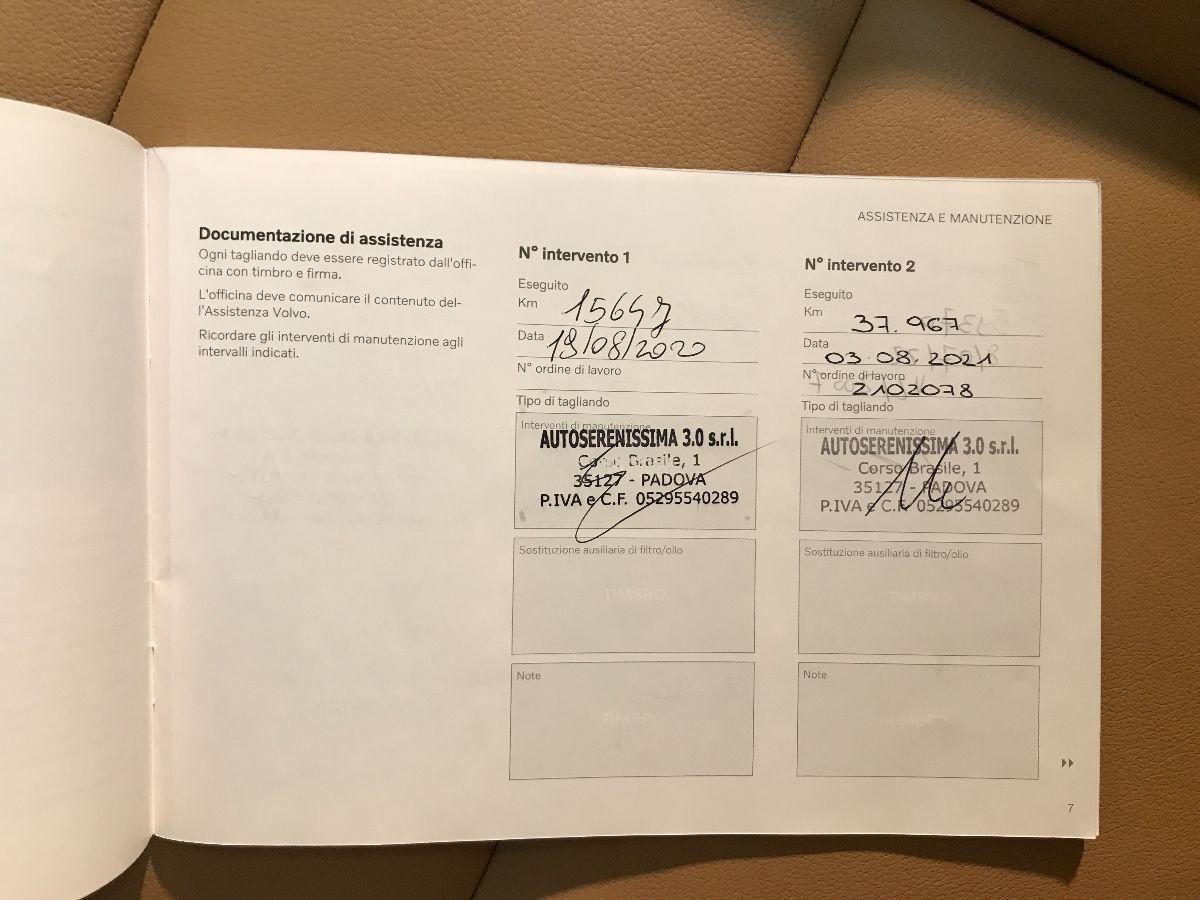 ASSISTENZA E MANUTENZIONE
Documentazione di assistenza
Ogni tagliando deve essere registrato dall'offi-
cina con timbro e firma.
L'officina deve comunicare il contenuto del-
l'Assistenza Volvo.
Ricordare gli interventi di manutenzione agli
intervalli indicati.
N° intervento 1
Eseguito
Km 15647
Data 19/08/2020
N° ordine di lavoro
Tipo di tagliando
Interventi di manutenzione
AUTOSERENISSIMA 3.0 s.r.l.
Corso Brasile, 1
35127 - PADOVA
P.IVA e C.F. 05295540289
Sostituzione ausiliaria di filtro/olio
TIMBRO
Note
TIMBRO
N° intervento 2
Eseguito
Km 37.967
Data 03.08.2021
N° ordine di lavoro
2102078
Tipo di tagliando
Interventi di manutenzione
AUTOSERENISSIMA 3.0 s.r.l.
Corso Brasile, 1
35127 - PADOVA
P.IVA e C.F. 05295540289
Sostituzione ausiliaria di filtro/olio
TIMBRO
Note
TIMBRO
7